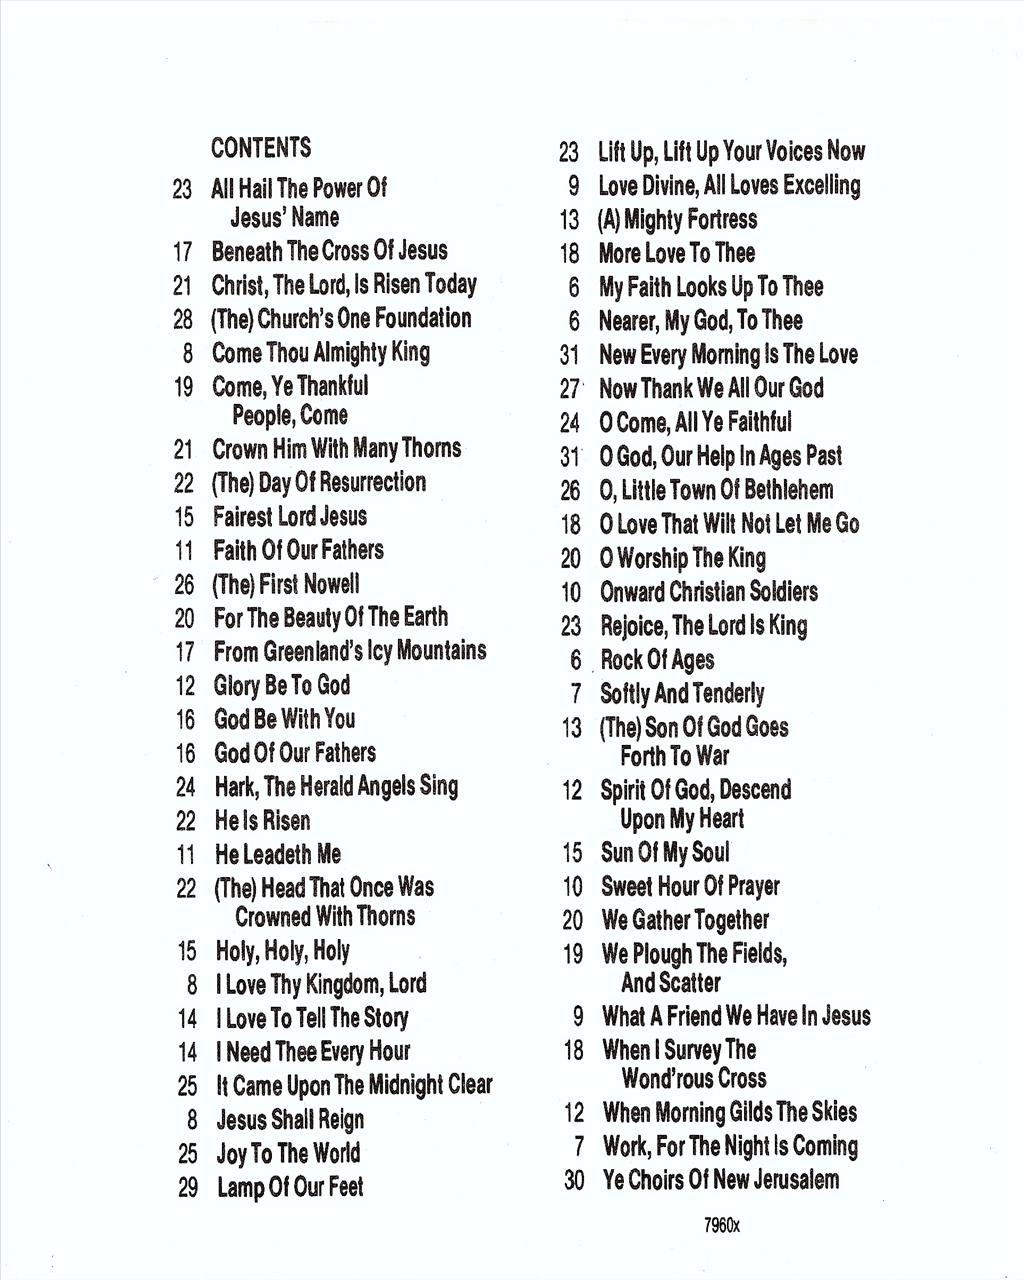 CONTENTS
23 All Hail The Power Of
Jesus' Name
17 Beneath The Cross Of Jesus
21 Christ, The Lord, Is Risen Today
28 (The) Church's One Foundation
8 Come Thou Almighty King
19 Come, Ye Thankful
People, Come
21 Crown Him With Many Thorns
22 (The) Day Of Resurrection
15 Fairest Lord Jesus
11 Faith Of Our Fathers
26 (The) First Nowell
20 For The Beauty Of The Earth
17 From Greenland's Icy Mountains
12 Glory Be To God
16 God Be With You
16 God Of Our Fathers
24 Hark, The Herald Angels Sing
22 He Is Risen
11 He Leadeth Me
22 (The) Head That Once Was
Crowned With Thorns
15 Holy, Holy, Holy
8 I Love Thy Kingdom, Lord
14 I Love To Tell The Story
14 I Need Thee Every Hour
25 It Came Upon The Midnight Clear
8 Jesus Shall Reign
25 Joy To The World
29 Lamp Of Our Feet
23 Lift Up, Lift Up Your Voices Now
9 Love Divine, All Loves Excelling
13 (A) Mighty Fortress
18 More Love To Thee
6 My Faith Looks Up To Thee
6 Nearer, My God, To Thee
31 New Every Morning Is The Love
27 Now Thank We All Our God
24 O Come, All Ye Faithful
31 O God, Our Help In Ages Past
26 O, Little Town Of Bethlehem
18 O Love That Wilt Not Let Me Go
20 O Worship The King
10 Onward Christian Soldiers
23 Rejoice, The Lord Is King
6 Rock Of Ages
7 Softly And Tenderly
13 (The) Son Of God Goes
Forth To War
12 Spirit Of God, Descend
Upon My Heart
15 Sun Of My Soul
10 Sweet Hour Of Prayer
20 We Gather Together
19 We Plough The Fields,
And Scatter
9 What A Friend We Have In Jesus
18 When I Survey The
Wond'rous Cross
12 When Morning Gilds The Skies
7 Work, For The Night Is Coming
30 Ye Choirs Of New Jerusalem
7960x